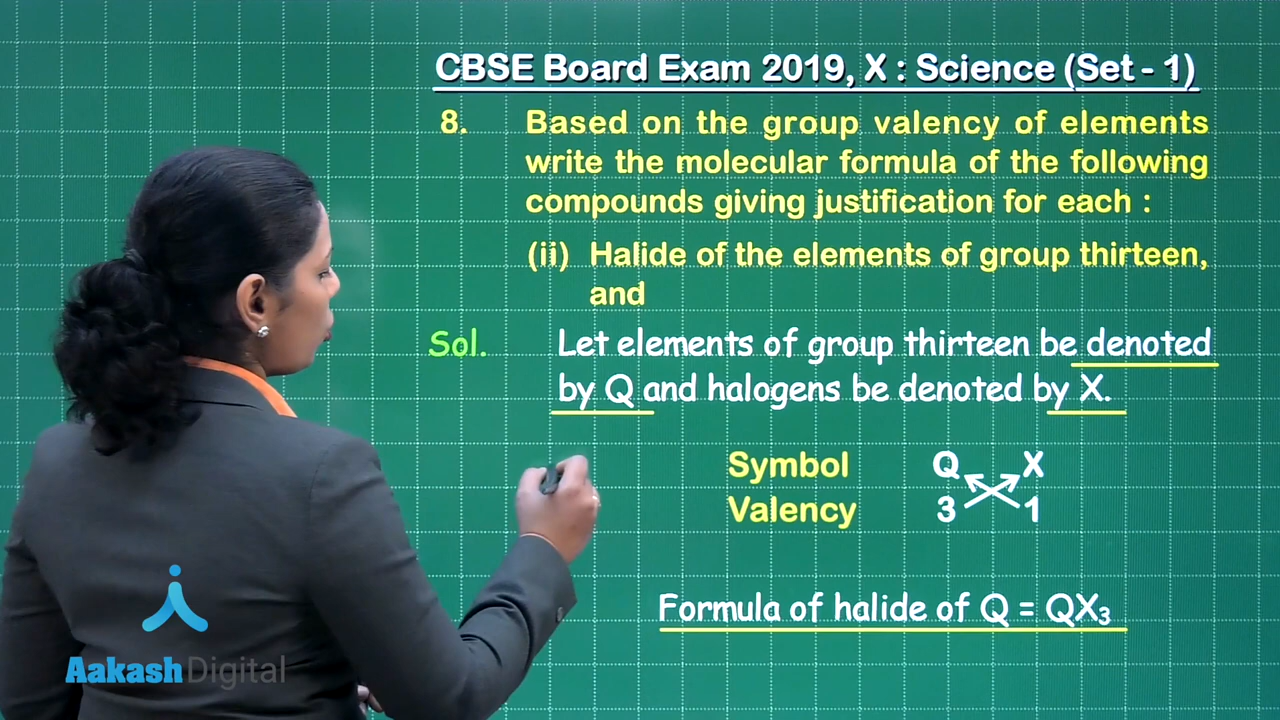 CBSE Board Exam 2019, X : Science (Set - 1)
8. Based on the group valency of elements
write the molecular formula of the following
compounds giving justification for each :
(ii) Halide of the elements of group thirteen,
and
Sol. Let elements of group thirteen be denoted
by Q and halogens be denoted by X.
Symbol Q X
Valency 3 1
Formula of halide of Q = QX₃
Aakash Digital